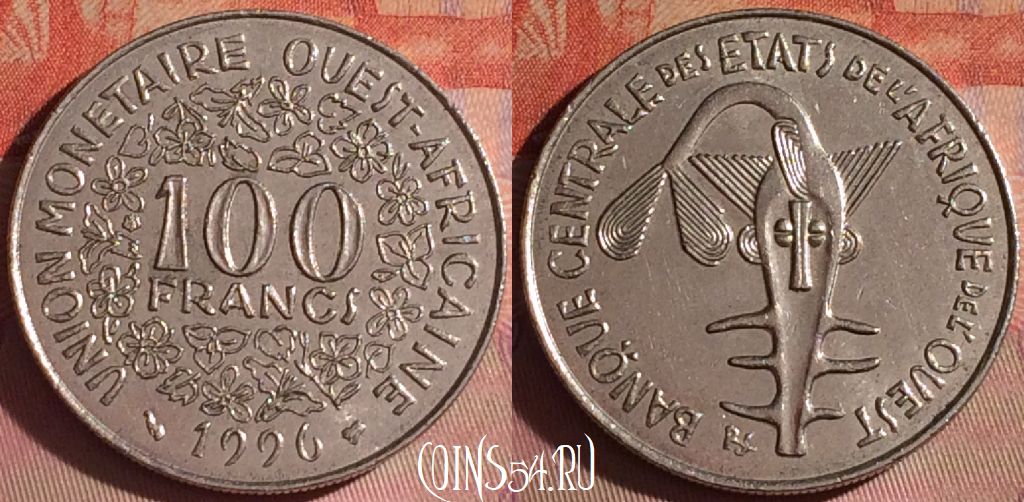 UNION MONETAIRE OUEST-AFRICAINE
100
FRANCS
1996
BANQUE CENTRALE DES ETATS DE L'AFRIQUE DE L'OUEST
COINS54.RU